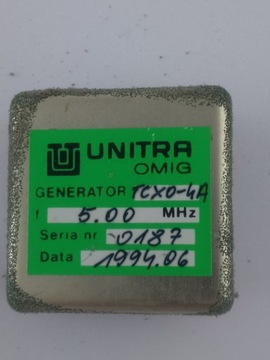 UNITRA
OMIG
GENERATOR TCXO-4A
f 5.00 MHz
Seria nr 0187
Data 1994.06